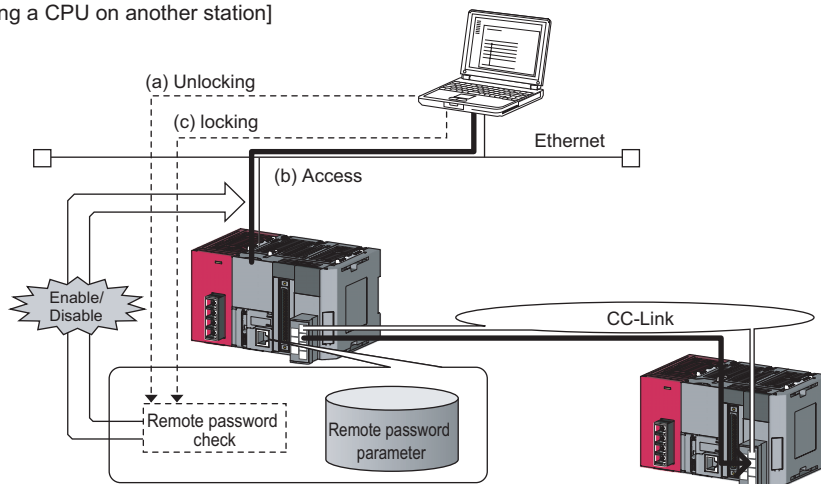 ng a CPU on another station]
(a) Unlocking
(c) locking
Ethernet
(b) Access
Enable/
Disable
CC-Link
Remote password
check
Remote password
parameter